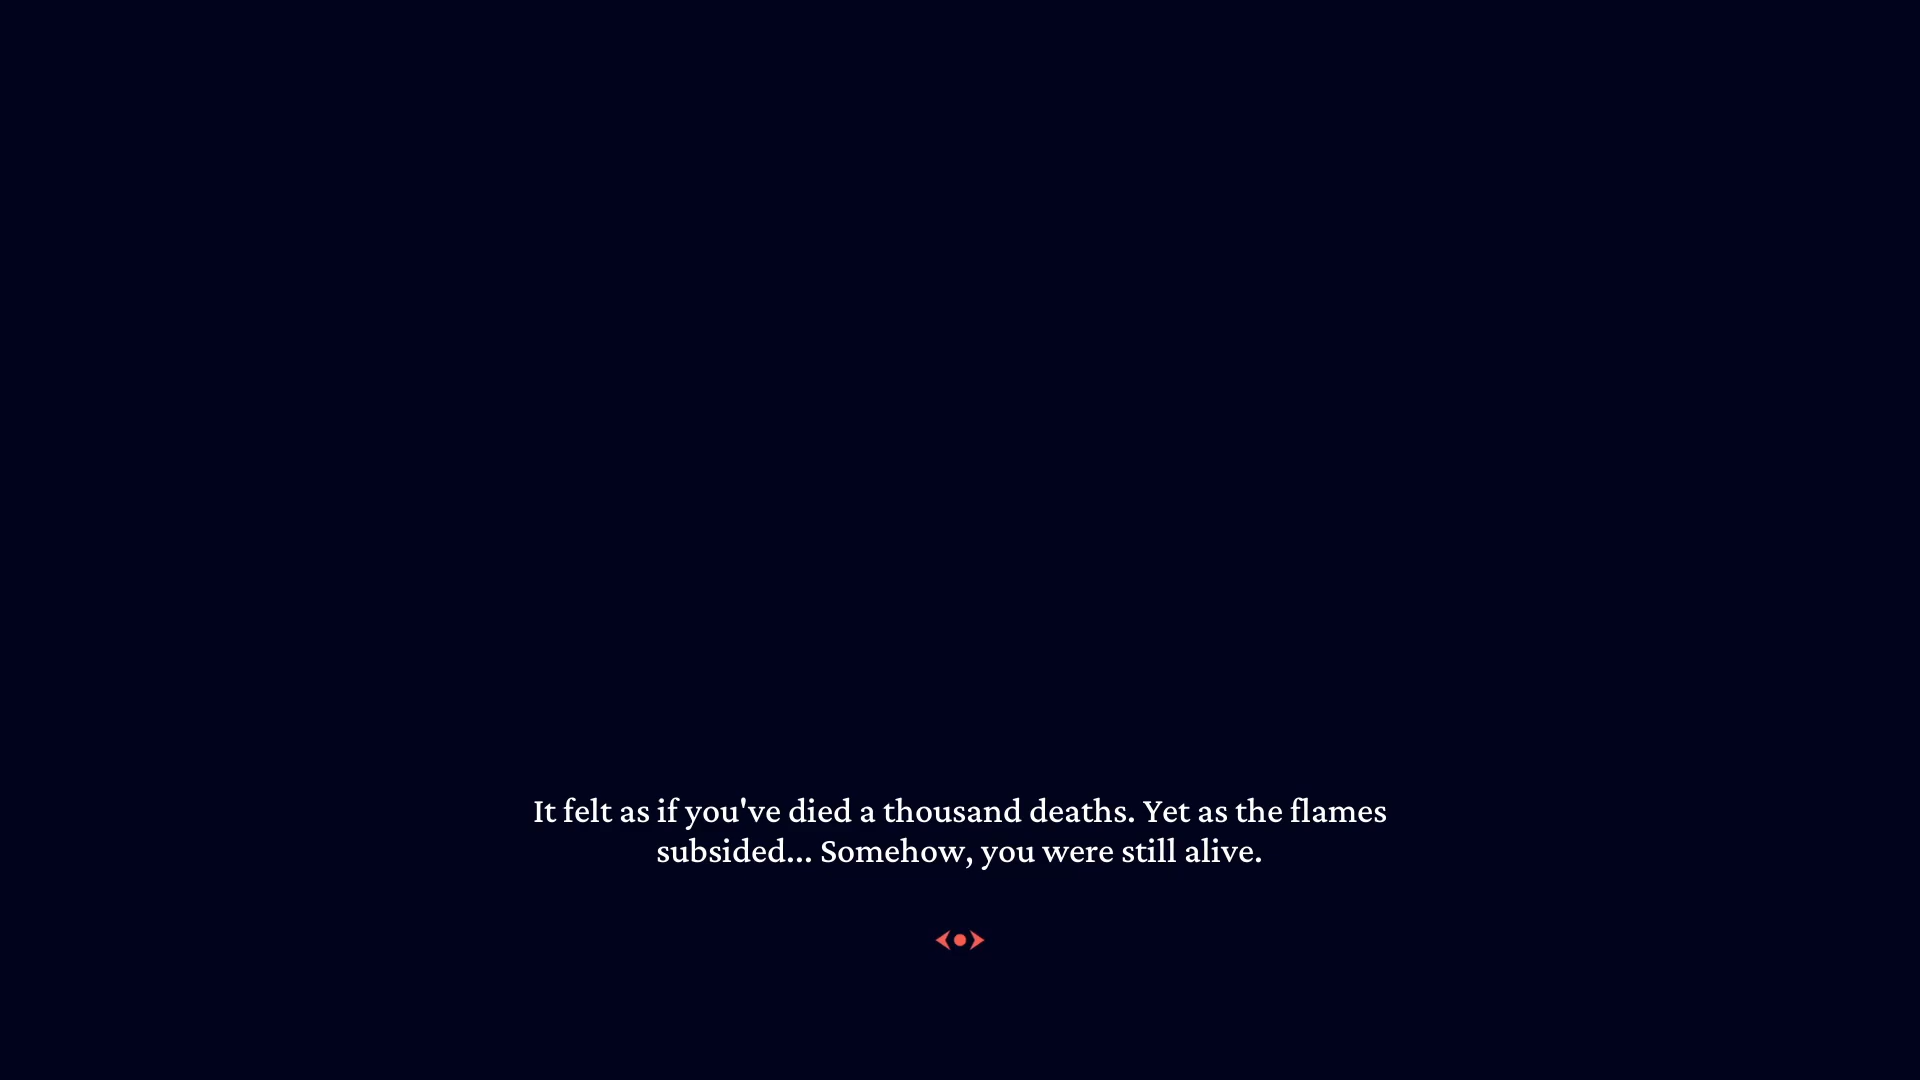 It felt as if you've died a thousand deaths. Yet as the flames
subsided... Somehow, you were still alive.